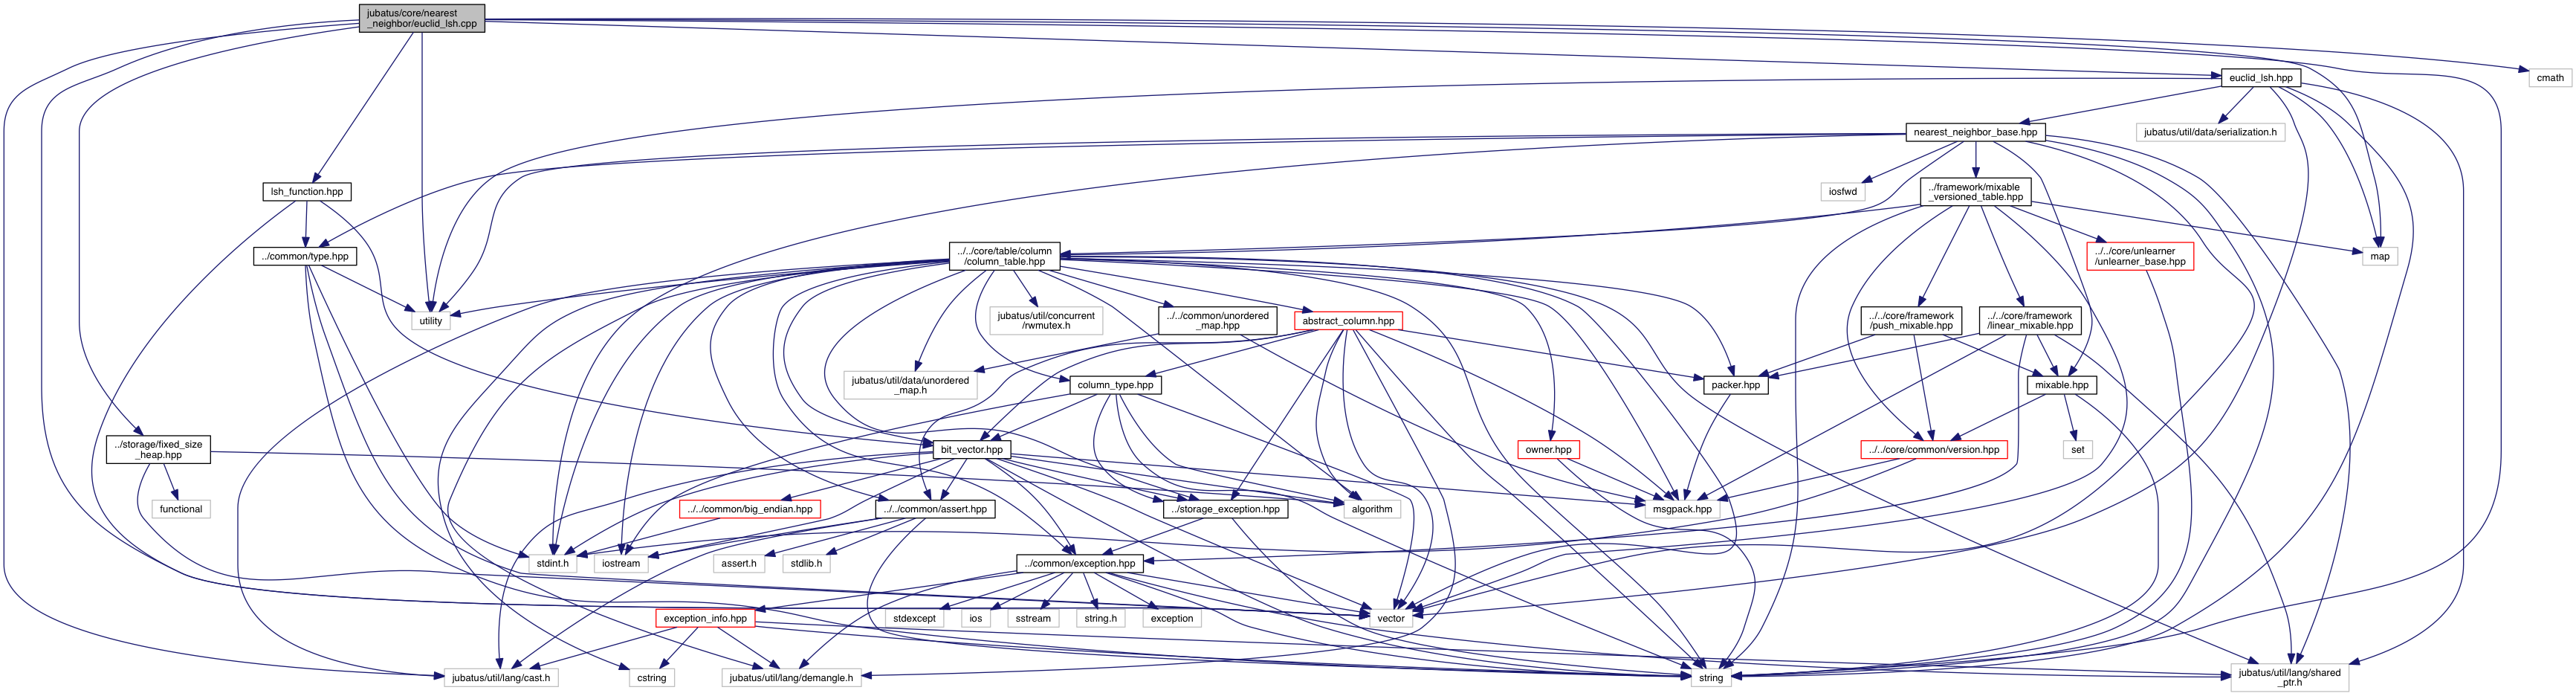 jubatus/core/nearest
_neighbor/euclid_lsh.cpp
euclid_lsh.hpp
cmath
nearest_neighbor_base.hpp
jubatus/util/data/serialization.h
lsh_function.hpp
iosfwd
../framework/mixable
_versioned_table.hpp
../common/type.hpp
../../core/table/column
/column_table.hpp
../../core/unlearner
/unlearner_base.hpp
map
utility
jubatus/util/concurrent
/rwmutex.h
../../common/unordered
_map.hpp
abstract_column.hpp
../../core/framework
/push_mixable.hpp
../../core/framework
/linear_mixable.hpp
jubatus/util/data/unordered
_map.h
column_type.hpp
packer.hpp
mixable.hpp
../storage/fixed_size
_heap.hpp
bit_vector.hpp
owner.hpp
../../core/common/version.hpp
set
functional
../../common/big_endian.hpp
../../common/assert.hpp
../storage_exception.hpp
algorithm
msgpack.hpp
stdint.h
iostream
assert.h
stdlib.h
../common/exception.hpp
exception_info.hpp
stdexcept
ios
sstream
string.h
exception
vector
jubatus/util/lang/cast.h
cstring
jubatus/util/lang/demangle.h
string
jubatus/util/lang/shared
_ptr.h